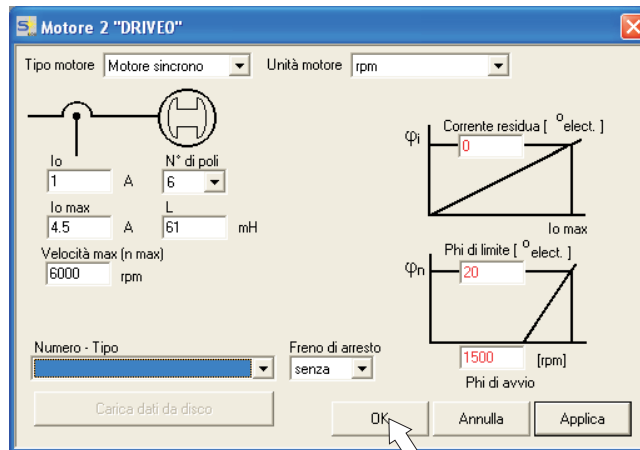 Motore 2 "DRIVE0"
Tipo motore Motore sincrono Unità motore rpm
Io N° di poli
1 A 6
Io max L
4.5 A 61 mH
Velocità max (n max)
6000 rpm
φi Corrente residua [ °elect. ]
0
Io max
φn Phi di limite [ °elect. ]
20
1500 [rpm]
Phi di avvio
Numero - Tipo Freno di arresto
senza
Carica dati da disco
OK Annulla Applica